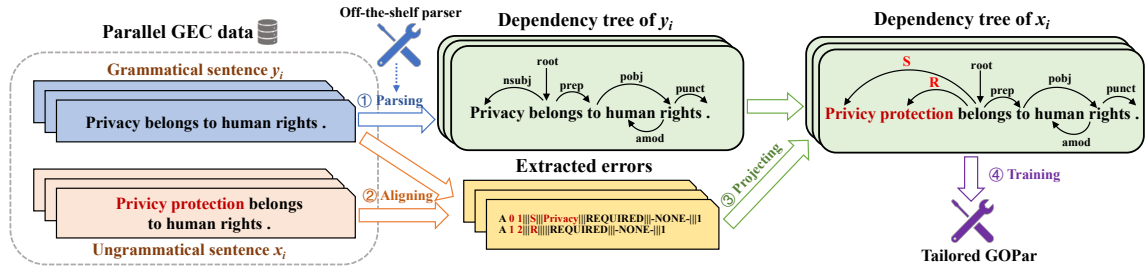 Parallel GEC data
Grammatical sentence yi
Privacy belongs to human rights .
Privicy protection belongs
to human rights .
Ungrammatical sentence xi
Off-the-shelf parser
① Parsing
② Aligning
Dependency tree of yi
root
nsubj
prep
pobj
punct
Privacy belongs to human rights .
amod
Extracted errors
A 0 1|||S|||Privacy|||REQUIRED|||-NONE-|||1
A 1 2|||R||||||REQUIRED|||-NONE-|||1
③ Projecting
Dependency tree of xi
S
R
root
prep
pobj
punct
Privicy protection belongs to human rights .
amod
④ Training
Tailored GOPar